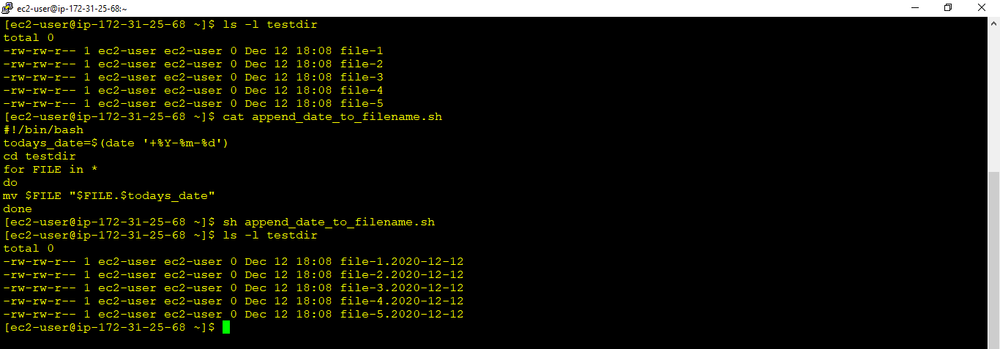 ec2-user@ip-172-31-25-68:~
[ec2-user@ip-172-31-25-68 ~]$ ls -l testdir
total 0
-rw-rw-r-- 1 ec2-user ec2-user 0 Dec 12 18:08 file-1
-rw-rw-r-- 1 ec2-user ec2-user 0 Dec 12 18:08 file-2
-rw-rw-r-- 1 ec2-user ec2-user 0 Dec 12 18:08 file-3
-rw-rw-r-- 1 ec2-user ec2-user 0 Dec 12 18:08 file-4
-rw-rw-r-- 1 ec2-user ec2-user 0 Dec 12 18:08 file-5
[ec2-user@ip-172-31-25-68 ~]$ cat append_date_to_filename.sh
#!/bin/bash
todays_date=$(date '+%Y-%m-%d')
cd testdir
for FILE in *
do
mv $FILE "$FILE.$todays_date"
done
[ec2-user@ip-172-31-25-68 ~]$ sh append_date_to_filename.sh
[ec2-user@ip-172-31-25-68 ~]$ ls -l testdir
total 0
-rw-rw-r-- 1 ec2-user ec2-user 0 Dec 12 18:08 file-1.2020-12-12
-rw-rw-r-- 1 ec2-user ec2-user 0 Dec 12 18:08 file-2.2020-12-12
-rw-rw-r-- 1 ec2-user ec2-user 0 Dec 12 18:08 file-3.2020-12-12
-rw-rw-r-- 1 ec2-user ec2-user 0 Dec 12 18:08 file-4.2020-12-12
-rw-rw-r-- 1 ec2-user ec2-user 0 Dec 12 18:08 file-5.2020-12-12
[ec2-user@ip-172-31-25-68 ~]$